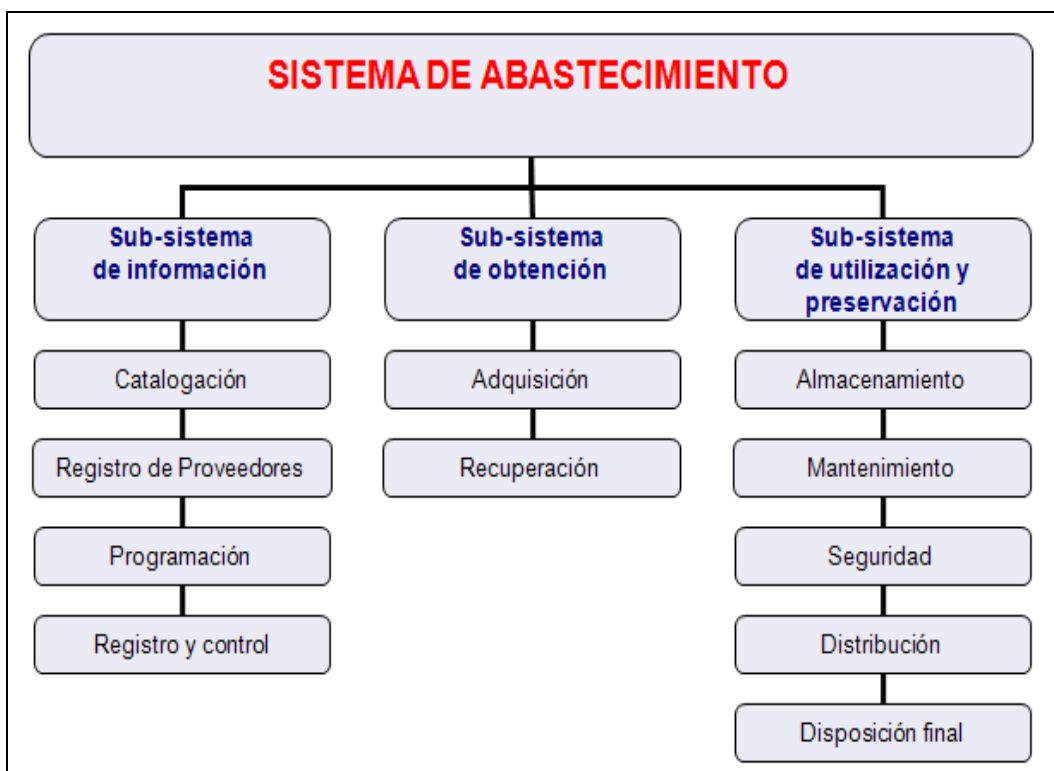 SISTEMA DE ABASTECIMIENTO
Sub-sistema
de información
Catalogación
Registro de Proveedores
Programación
Registro y control
Sub-sistema
de obtención
Adquisición
Recuperación
Sub-sistema
de utilización y
preservación
Almacenamiento
Mantenimiento
Seguridad
Distribución
Disposición final